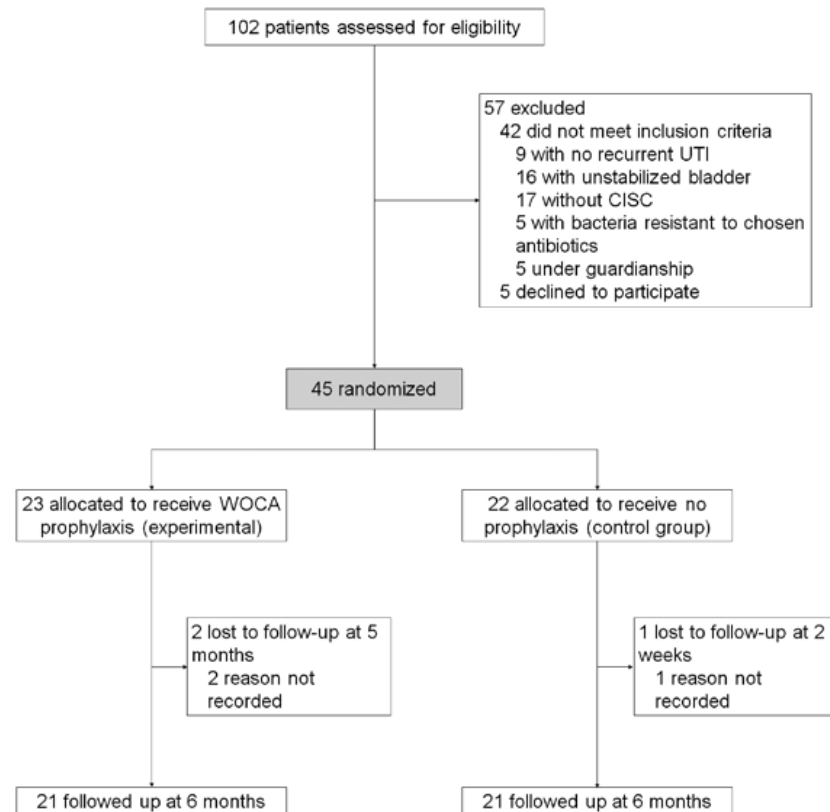 102 patients assessed for eligibility
57 excluded
42 did not meet inclusion criteria
9 with no recurrent UTI
16 with unstabilized bladder
17 without CISC
5 with bacteria resistant to chosen
antibiotics
5 under guardianship
5 declined to participate
45 randomized
23 allocated to receive WOCA
prophylaxis (experimental)
22 allocated to receive no
prophylaxis (control group)
2 lost to follow-up at 5
months
2 reason not
recorded
1 lost to follow-up at 2
weeks
1 reason not
recorded
21 followed up at 6 months
21 followed up at 6 months